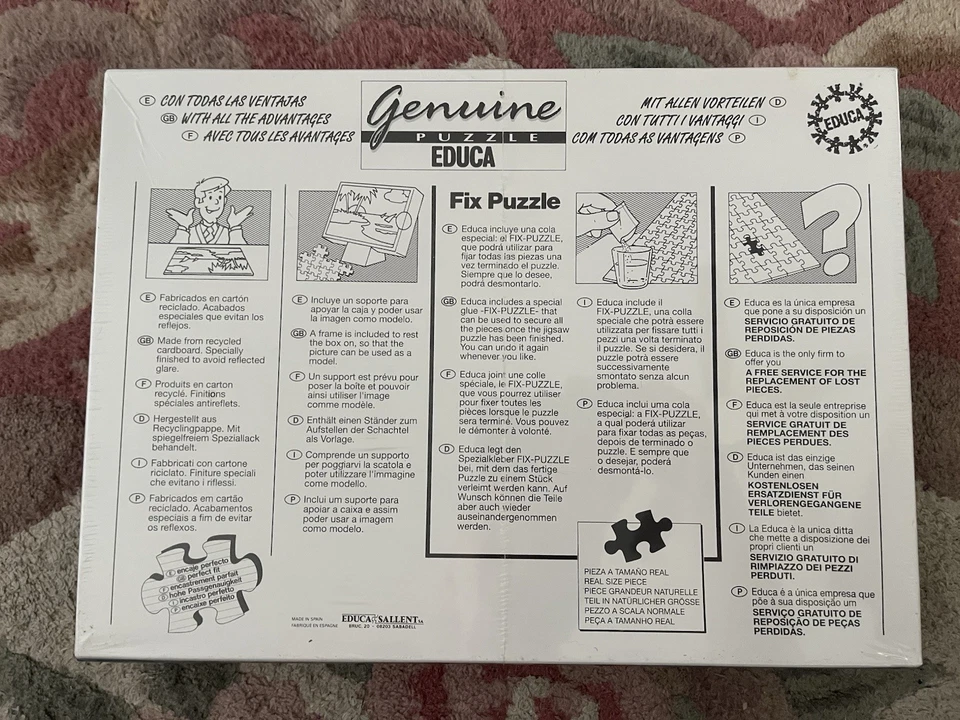 E CON TODAS LAS VENTAJAS
GB WITH ALL THE ADVANTAGES
F AVEC TOUS LES AVANTAGES
Genuine
PUZZLE
EDUCA
MIT ALLEN VORTEILEN D
CON TUTTI I VANTAGGI I
COM TODAS AS VANTAGENS P
EDUCA
E Fabricados en cartón
reciclado. Acabados
especiales que evitan los
reflejos.
GB Made from recycled
cardboard. Specially
finished to avoid reflected
glare.
F Produits en carton
recyclé. Finitions
spéciales antireflets.
D Hergestellt aus
Recyclingpappe. Mit
spiegelfreiem Speziallack
behandelt.
I Fabbricati con cartone
riciclato. Finiture speciali
che evitano i riflessi.
P Fabricados em cartão
reciclado. Acabamentos
especiais a fim de evitar
os reflexos.
E encaje perfecto
GB perfect fit
F encastrement parfait
D hohe Passgenauigkeit
I incastro perfetto
P encaixe perfeito
E Incluye un soporte para
apoyar la caja y poder usar
la imagen como modelo.
GB A frame is included to rest
the box on, so that the
picture can be used as a
model.
F Un support est prévu pour
poser la boîte et pouvoir
ainsi utiliser l'image
comme modèle.
D Enthält einen Ständer zum
Aufstellen der Schachtel
als Vorlage.
I Comprende un supporto
per poggiarvi la scatola e
poter utilizzare l'immagine
come modello.
P Inclui um suporte para
apoiar a caixa e assim
poder usar a imagem
como modelo.
MADE IN SPAIN
FABRIQUE EN ESPAGNE
EDUCA SALLENT S.A.
BRUC, 20 - 08203 SABADELL
Fix Puzzle
E Educa incluye una cola
especial: el FIX-PUZZLE,
que podrá utilizar para
fijar todas las piezas una
vez terminado el puzzle.
Siempre que lo desee,
podrá desmontarlo.
GB Educa includes a special
glue -FIX-PUZZLE- that
can be used to secure all
the pieces once the jigsaw
puzzle has been finished.
You can undo it again
whenever you like.
F Educa joint une colle
spéciale, le FIX-PUZZLE,
que vous pourrez utiliser
pour fixer toutes les
pièces lorsque le puzzle
sera terminé. Vous pouvez
le démonter à volonté.
D Educa legt den
Spezialkleber FIX-PUZZLE
bei, mit dem das fertige
Puzzle zu einem Stück
verleimt werden kann. Auf
Wunsch können die Teile
aber auch wieder
auseinandergenommen
werden.
I Educa include il
FIX-PUZZLE, una colla
speciale che potrà essere
utilizzata per fissare tutti i
pezzi una volta terminato
il puzzle. Se si desidera, il
puzzle potrà essere
successivamente
smontato senza alcun
problema.
P Educa inclui uma cola
especial: a FIX-PUZZLE,
a qual poderá utilizar
para fixar todas as peças,
depois de terminado o
puzzle. E sempre que
o desejar, poderá
desmontá-lo.
PIEZA A TAMAÑO REAL
REAL SIZE PIECE
PIECE GRANDEUR NATURELLE
TEIL IN NATÜRLICHER GRÖSSE
PEZZO A SCALA NORMALE
PEÇA A TAMANHO REAL
E Educa es la única empresa
que pone a su disposición un
SERVICIO GRATUITO DE
REPOSICIÓN DE PIEZAS
PERDIDAS.
GB Educa is the only firm to
offer you
A FREE SERVICE FOR THE
REPLACEMENT OF LOST
PIECES.
F Educa est la seule entreprise
qui met à votre disposition un
SERVICE GRATUIT DE
REMPLACEMENT DES
PIECES PERDUES.
D Educa ist das einzige
Unternehmen, das seinen
Kunden einen
KOSTENLOSEN
ERSATZDIENST FÜR
VERLORENGEGANGENE
TEILE bietet.
I La Educa è la unica ditta
che mette a disposizione dei
propri clienti un
SERVIZIO GRATUITO DI
RIMPIAZZO DEI PEZZI
PERDUTI.
P Educa é a única empresa que
põe à sua disposição um
SERVIÇO GRATUITO DE
REPOSIÇÃO DE PEÇAS
PERDIDAS.